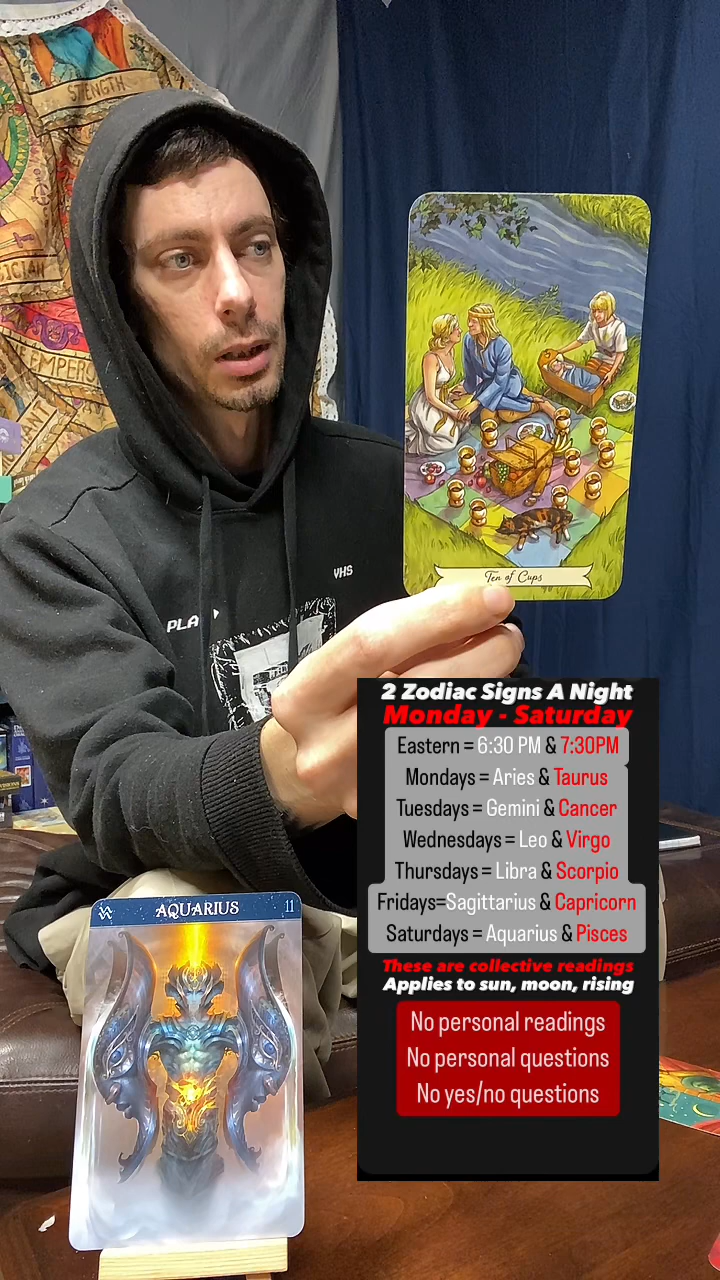 STRENGTH
ICIAN
EMPERO
ANT
VHS
PLA
Ten of Cups
2 Zodiac Signs A Night
Monday - Saturday
Eastern = 6:30 PM & 7:30PM
Mondays = Aries & Taurus
Tuesdays = Gemini & Cancer
Wednesdays = Leo & Virgo
Thursdays = Libra & Scorpio
Fridays=Sagittarius & Capricorn
Saturdays = Aquarius & Pisces
These are collective readings
Applies to sun, moon, rising
No personal readings
No personal questions
No yes/no questions
AQUARIUS 11